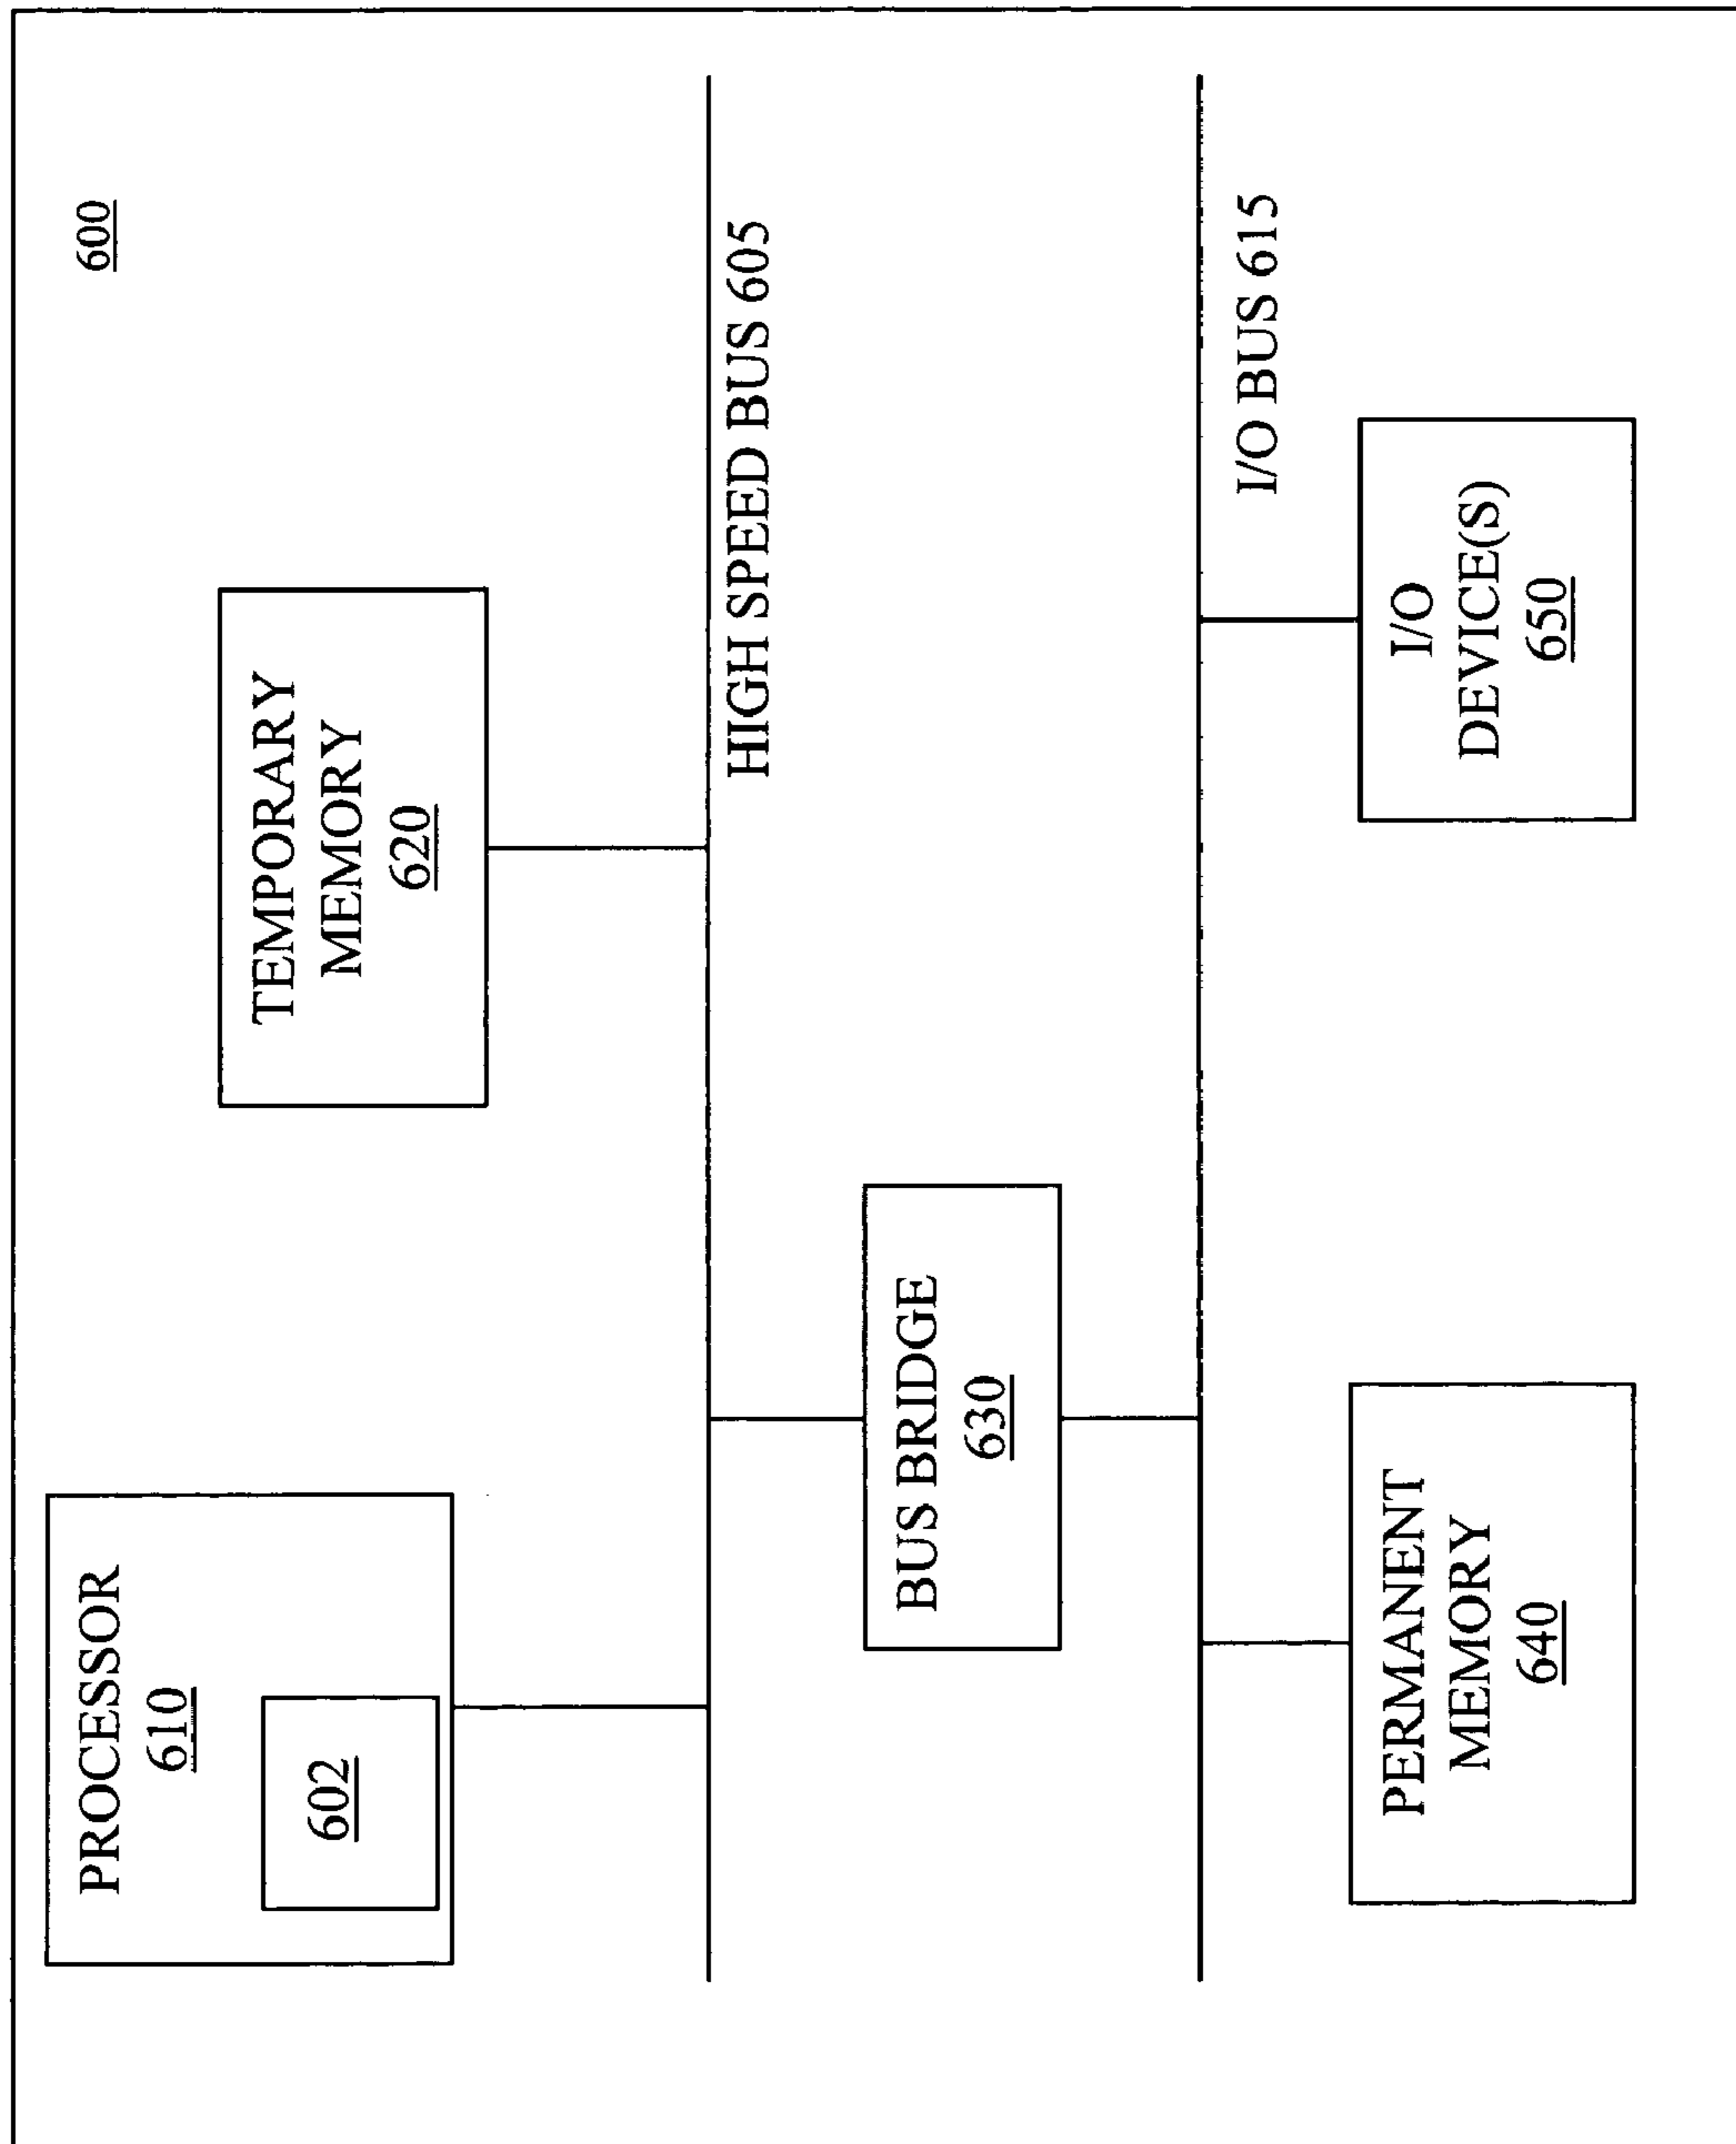 600
PROCESSOR
610
602
TEMPORARY
MEMORY
620
HIGH SPEED BUS 605
BUS BRIDGE
630
I/O BUS 615
PERMANENT
MEMORY
640
I/O
DEVICE(S)
650